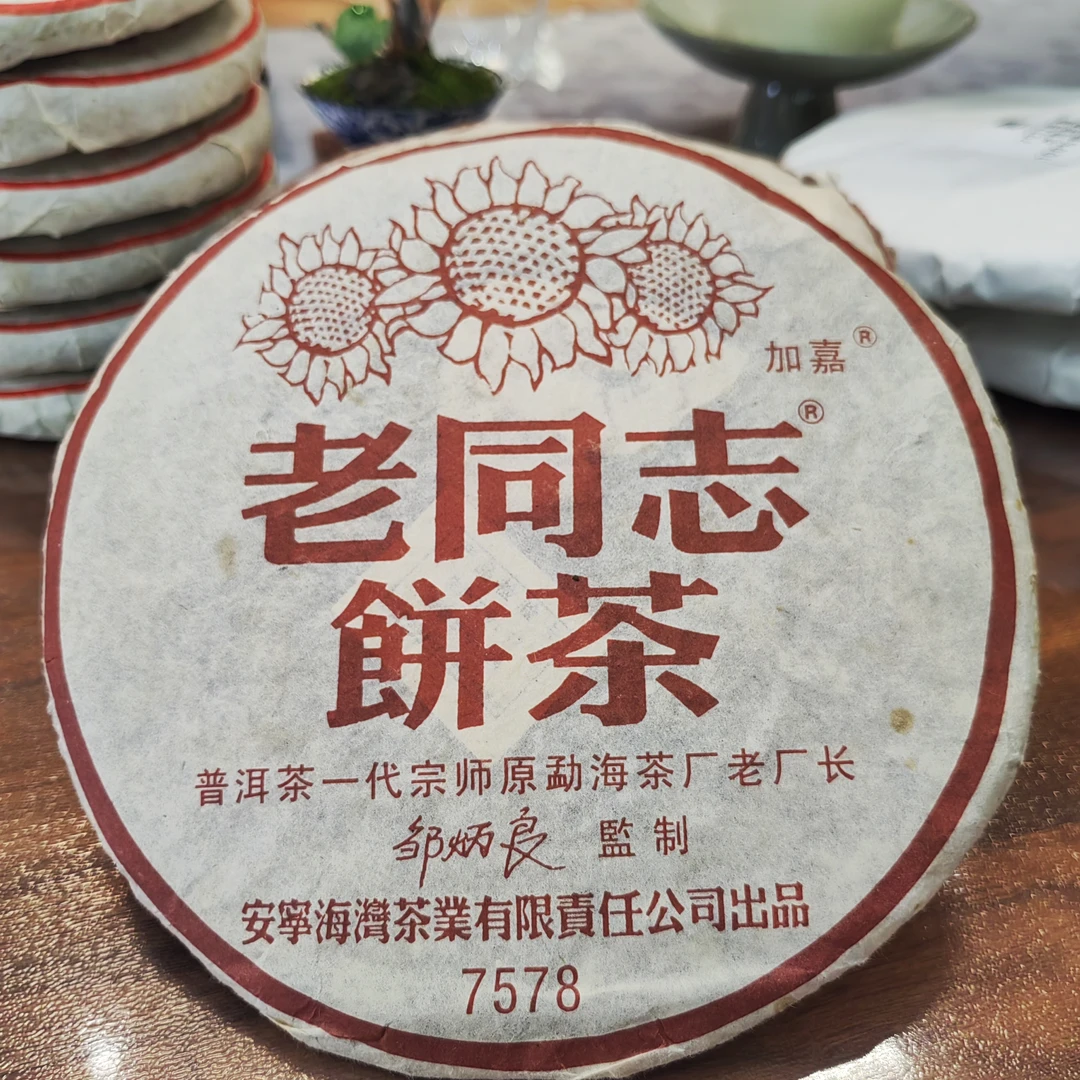 加嘉®
老同志®
餅茶
普洱茶一代宗师原勐海茶厂老厂长
邹炳良 監制
安寧海灣茶業有限責任公司出品
7578